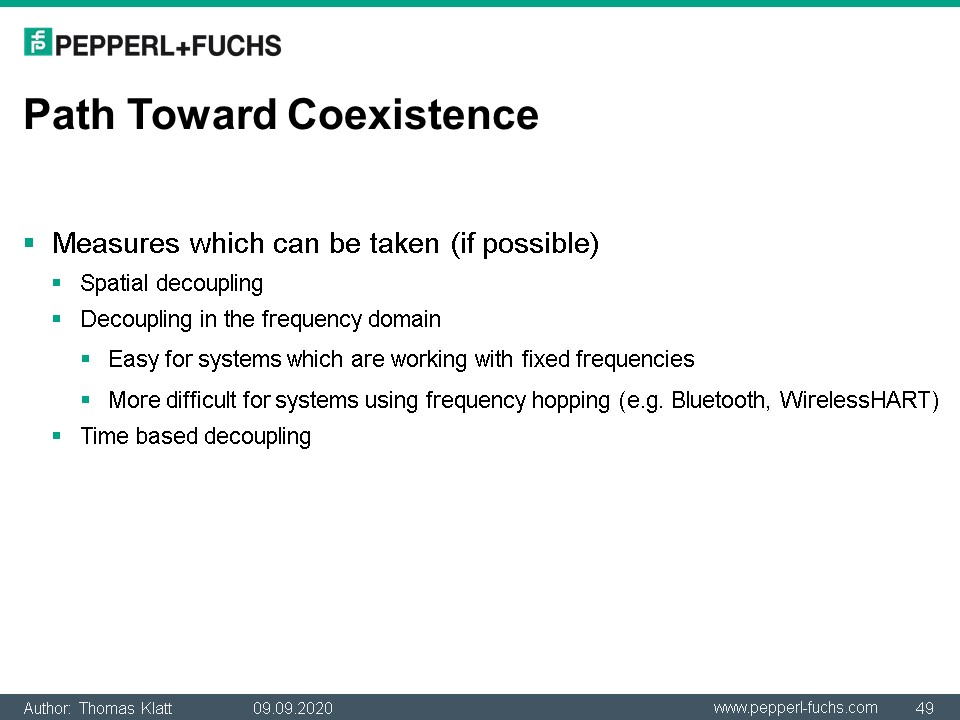 PEPPERL+FUCHS
Path Toward Coexistence
Measures which can be taken (if possible)
Spatial decoupling
Decoupling in the frequency domain
Easy for systems which are working with fixed frequencies
More difficult for systems using frequency hopping (e.g. Bluetooth, WirelessHART)
Time based decoupling
Author: Thomas Klatt 09.09.2020 www.pepperl-fuchs.com 49